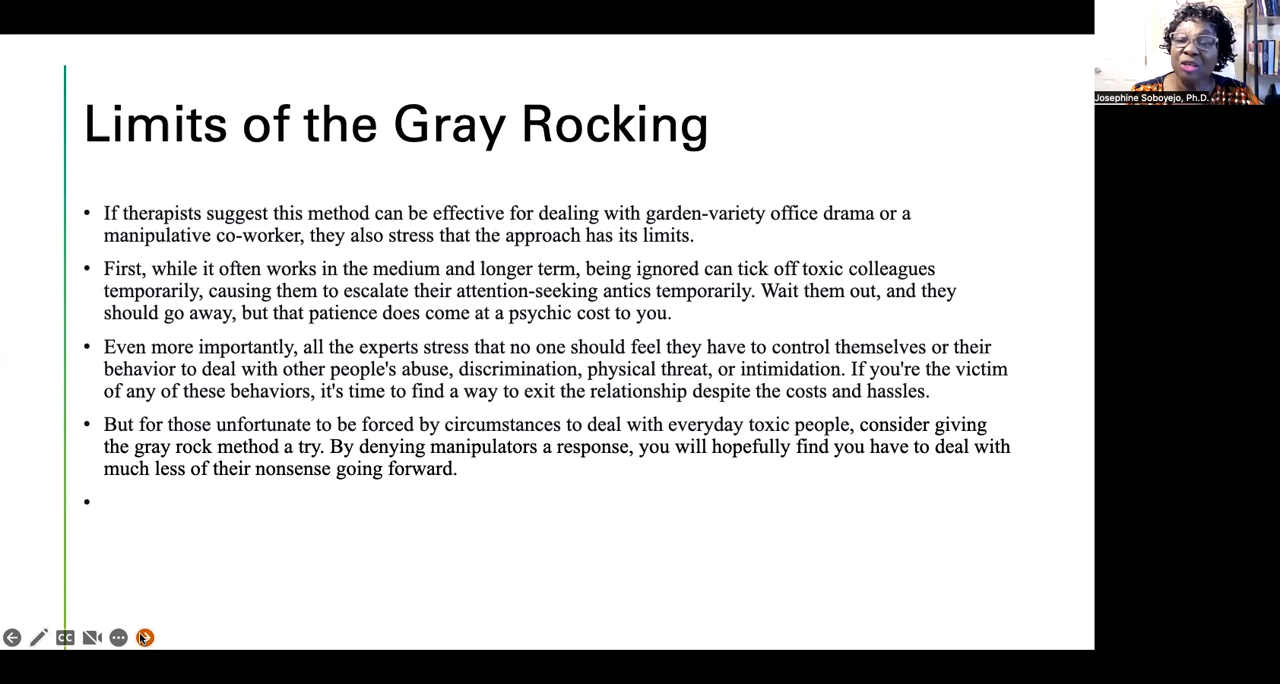 Limits of the Gray Rocking
• If therapists suggest this method can be effective for dealing with garden-variety office drama or a
manipulative co-worker, they also stress that the approach has its limits.
• First, while it often works in the medium and longer term, being ignored can tick off toxic colleagues
temporarily, causing them to escalate their attention-seeking antics temporarily. Wait them out, and they
should go away, but that patience does come at a psychic cost to you.
• Even more importantly, all the experts stress that no one should feel they have to control themselves or their
behavior to deal with other people's abuse, discrimination, physical threat, or intimidation. If you're the victim
of any of these behaviors, it's time to find a way to exit the relationship despite the costs and hassles.
• But for those unfortunate to be forced by circumstances to deal with everyday toxic people, consider giving
the gray rock method a try. By denying manipulators a response, you will hopefully find you have to deal with
much less of their nonsense going forward.
•
CC
Josephine Soboyejo, Ph.D.